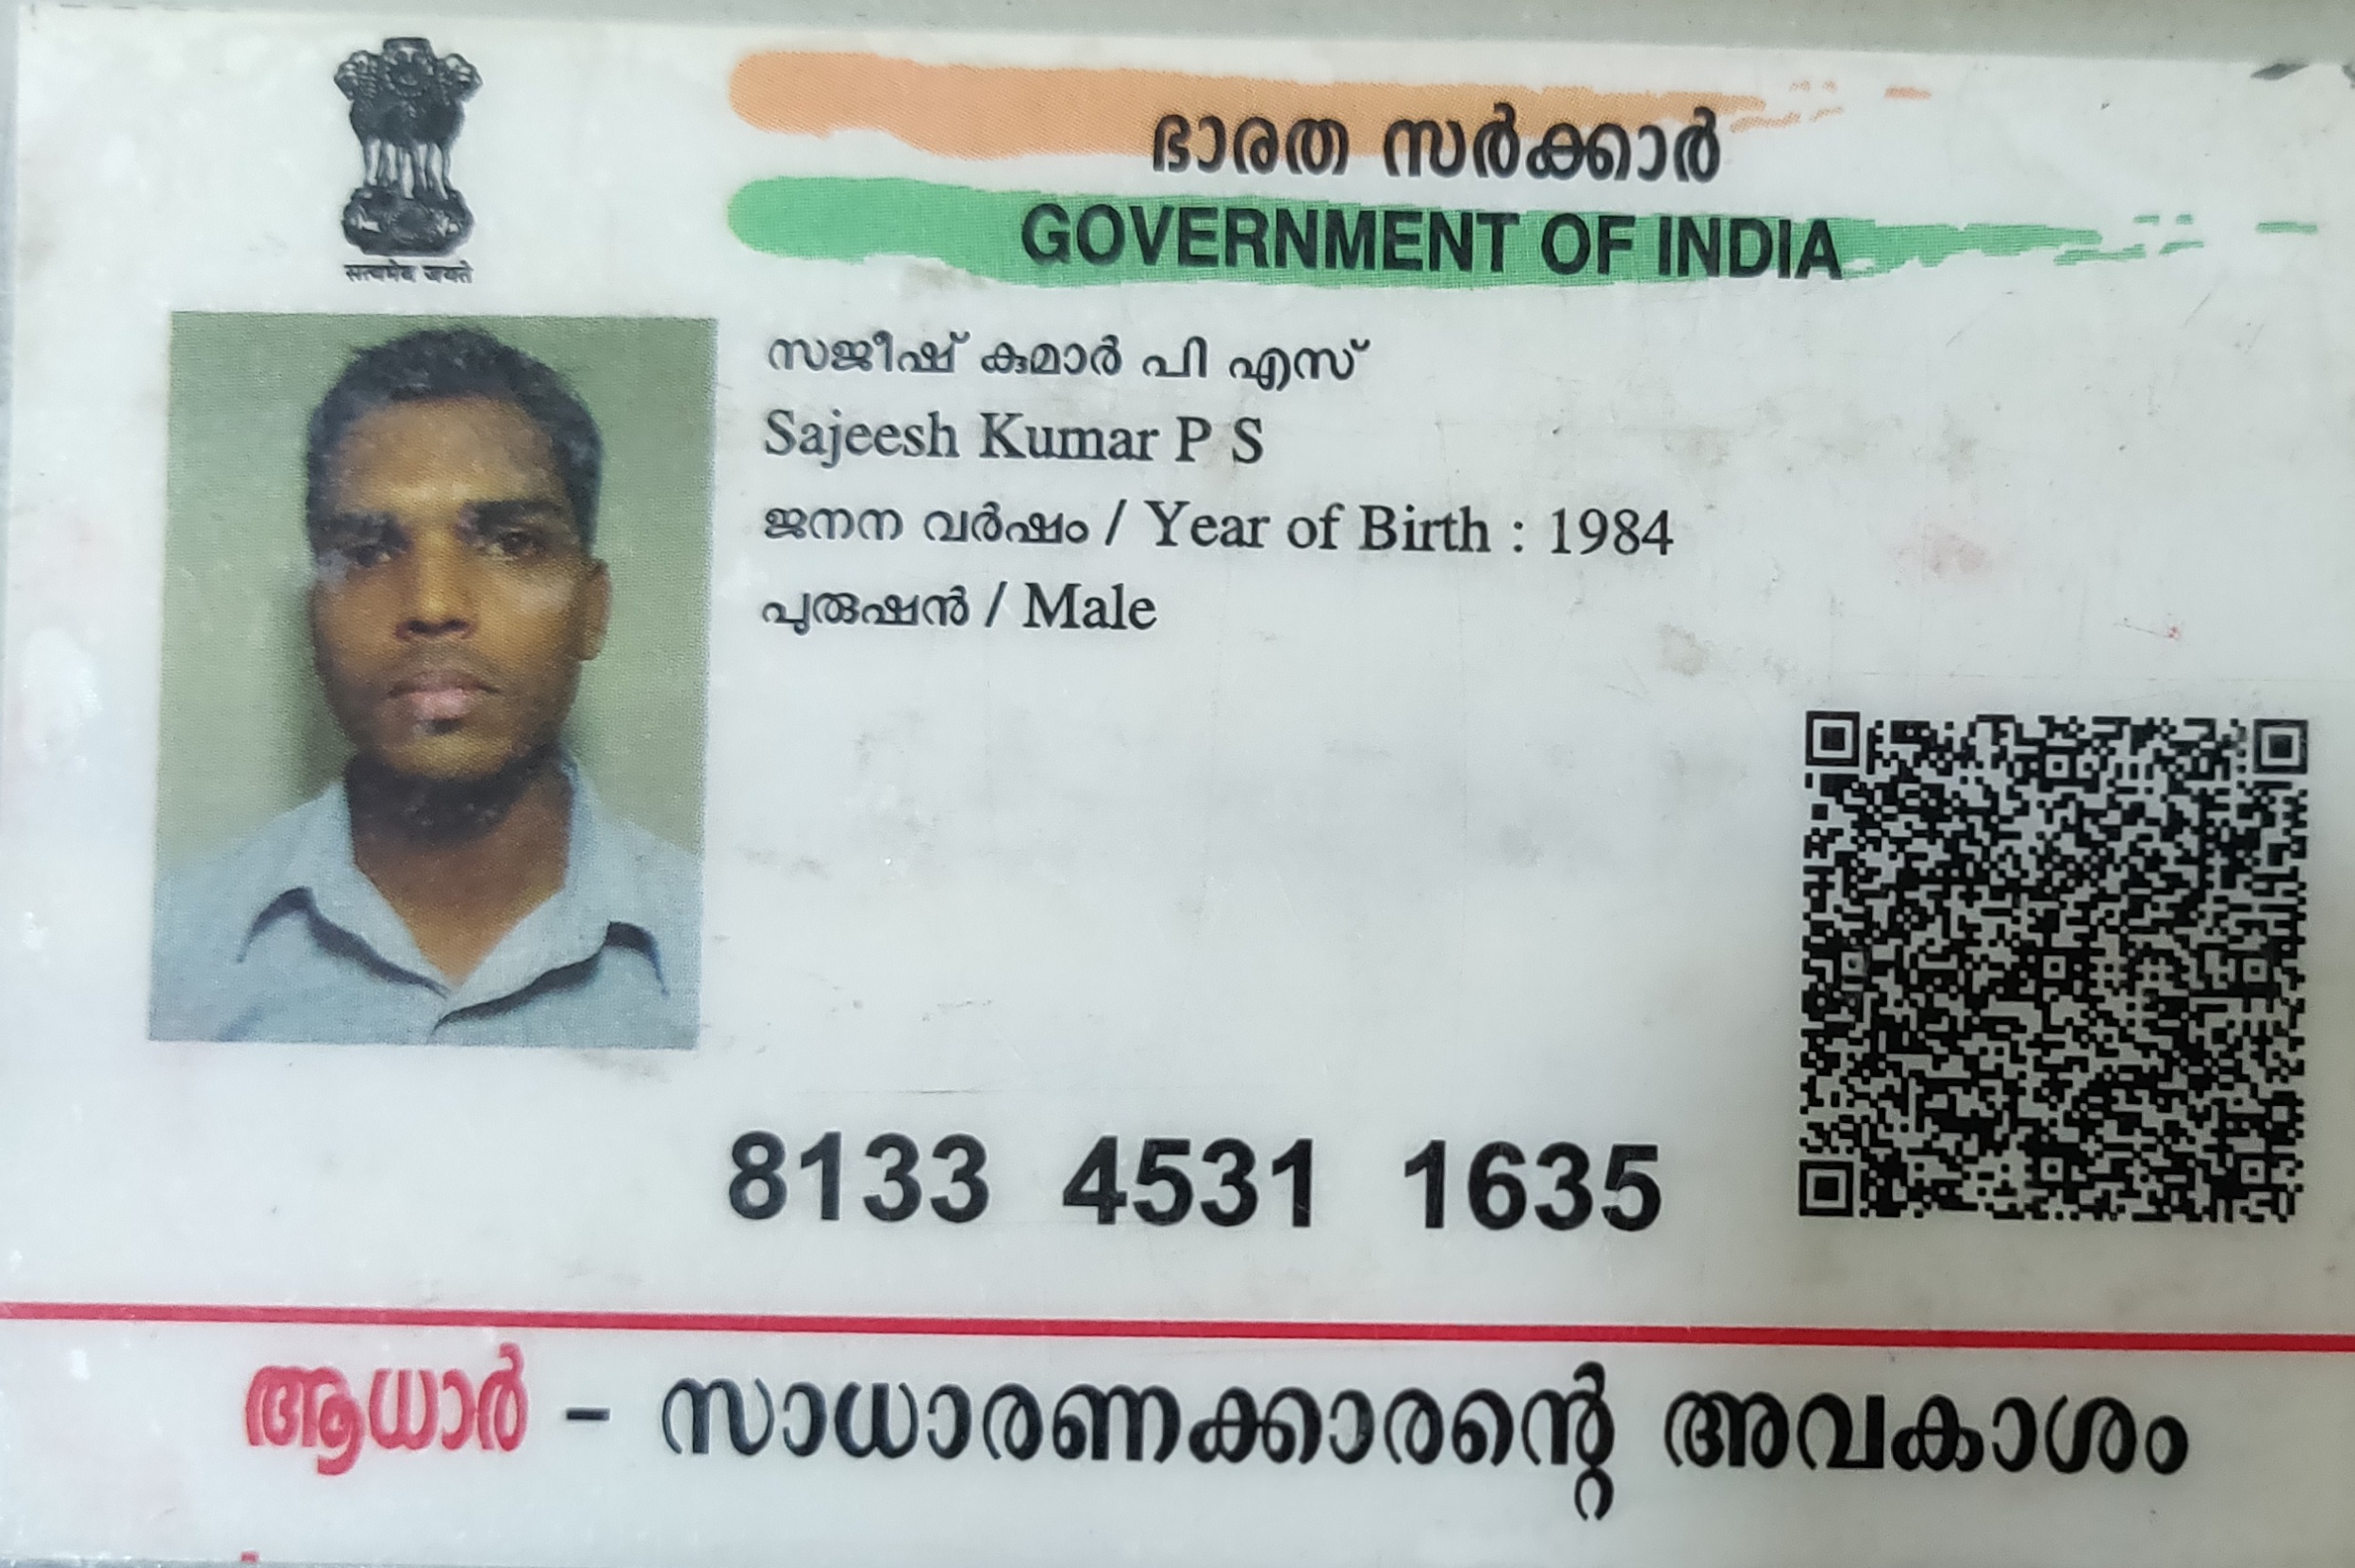 ഭാരത സർക്കാർ
GOVERNMENT OF INDIA
सत्यमेव जयते
സജീഷ് കുമാർ പി എസ്
Sajeesh Kumar P S
ജനന വർഷം / Year of Birth : 1984
പുരുഷൻ / Male
8133 4531 1635
ആധാർ - സാധാരണക്കാരന്റെ അവകാശം